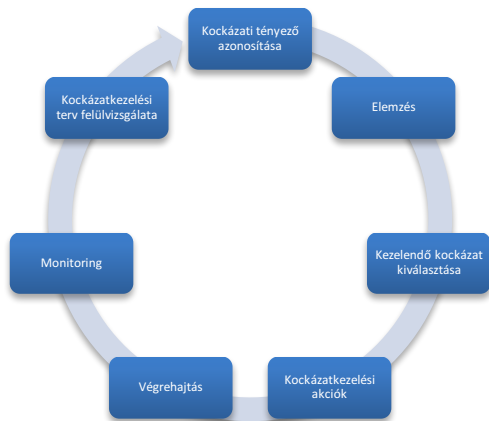 Kockázati tényező
azonosítása
Elemzés
Kezelendő kockázat
kiválasztása
Kockázatkezelési
akciók
Végrehajtás
Monitoring
Kockázatkezelési
terv felülvizsgálata